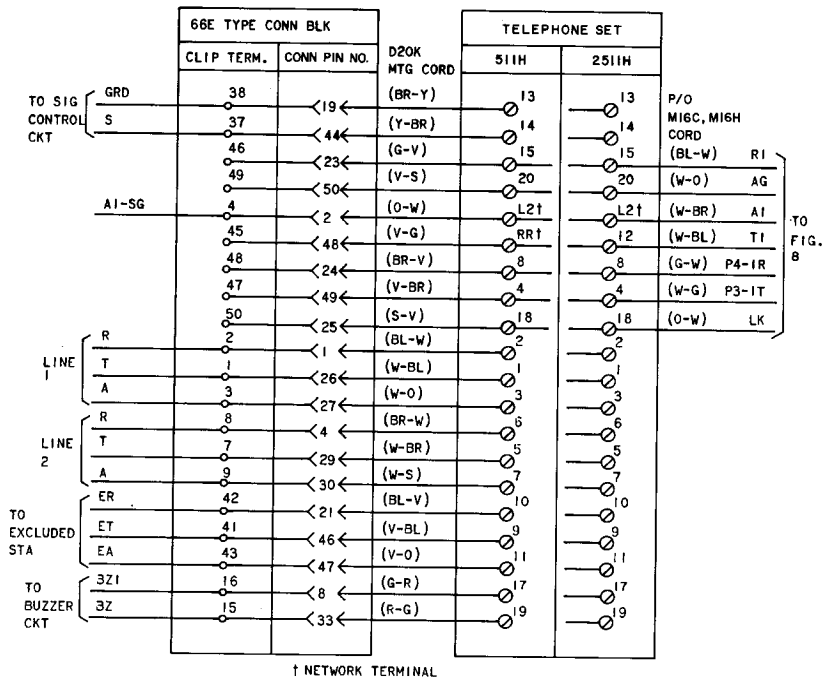 66E TYPE CONN BLK
TELEPHONE SET
CLIP TERM. CONN PIN NO. D20K MTG CORD 511H 2511H
TO SIG CONTROL CKT
P/O M16C, M16H CORD
GRD 38 19 (BR-Y) 13 13
S 37 44 (Y-BR) 14 14
46 23 (G-V) 15 15 (BL-W) R1
49 50 (V-S) 20 20 (W-O) AG
A1-SG 4 2 (O-W) L2† L2† (W-BR) A1
45 48 (V-G) RR† 12 (W-BL) T1
48 24 (BR-V) 8 8 (G-W) P4-1R
47 49 (V-BR) 4 4 (W-G) P3-1T
50 25 (S-V) 18 18 (O-W) LK
TO FIG. 8
LINE 1
R 2 1 (BL-W) 2 2
T 1 26 (W-BL) 1 1
A 3 27 (W-O) 3 3
LINE 2
R 8 4 (BR-W) 6 6
T 7 29 (W-BR) 5 5
A 9 30 (W-S) 7 7
TO EXCLUDED STA
ER 42 21 (BL-V) 10 10
ET 41 46 (V-BL) 9 9
EA 43 47 (V-O) 11 11
TO BUZZER CKT
BZ1 16 8 (G-R) 17 17
BZ 15 33 (R-G) 19 19
† NETWORK TERMINAL